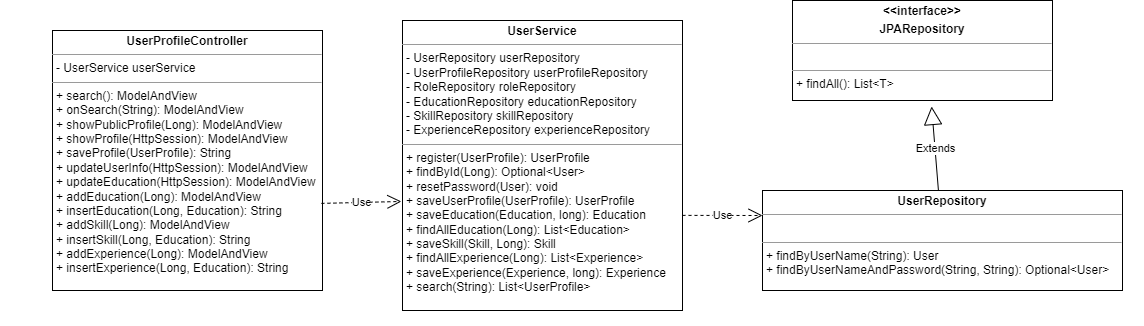 UserProfileController
- UserService userService
+ search(): ModelAndView
+ onSearch(String): ModelAndView
+ showPublicProfile(Long): ModelAndView
+ showProfile(HttpSession): ModelAndView
+ saveProfile(UserProfile): String
+ updateUserInfo(HttpSession): ModelAndView
+ updateEducation(HttpSession): ModelAndView
+ addEducation(Long): ModelAndView
+ insertEducation(Long, Education): String
+ addSkill(Long): ModelAndView
+ insertSkill(Long, Education): String
+ addExperience(Long): ModelAndView
+ insertExperience(Long, Education): String
Use
UserService
- UserRepository userRepository
- UserProfileRepository userProfileRepository
- RoleRepository roleRepository
- EducationRepository educationRepository
- SkillRepository skillRepository
- ExperienceRepository experienceRepository
+ register(UserProfile): UserProfile
+ findById(Long): Optional<User>
+ resetPassword(User): void
+ saveUserProfile(UserProfile): UserProfile
+ saveEducation(Education, long): Education
+ findAllEducation(Long): List<Education>
+ saveSkill(Skill, Long): Skill
+ findAllExperience(Long): List<Experience>
+ saveExperience(Experience, long): Experience
+ search(String): List<UserProfile>
Use
<<interface>>
JPARepository
+ findAll(): List<T>
Extends
UserRepository
+ findByUserName(String): User
+ findByUserNameAndPassword(String, String): Optional<User>